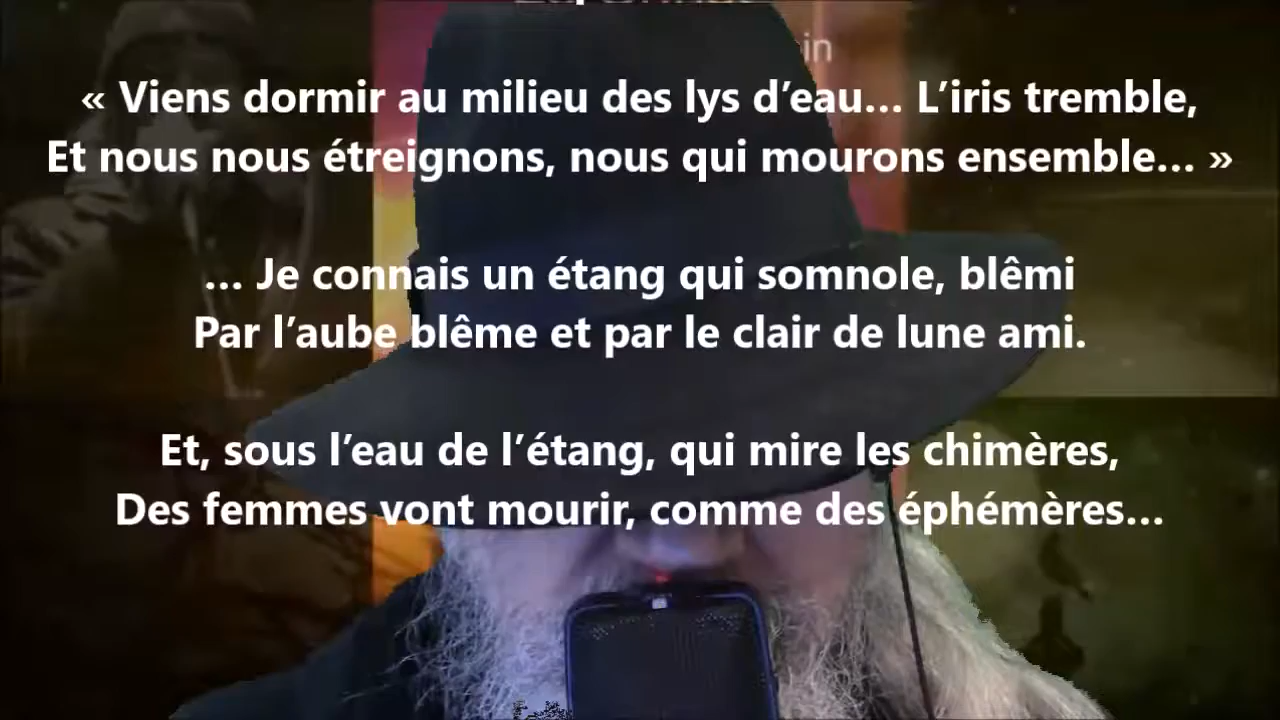 in
« Viens dormir au milieu des lys d’eau… L’iris tremble,
Et nous nous étreignons, nous qui mourons ensemble… »
… Je connais un étang qui somnole, blêmi
Par l’aube blême et par le clair de lune ami.
Et, sous l’eau de l’étang, qui mire les chimères,
Des femmes vont mourir, comme des éphémères…